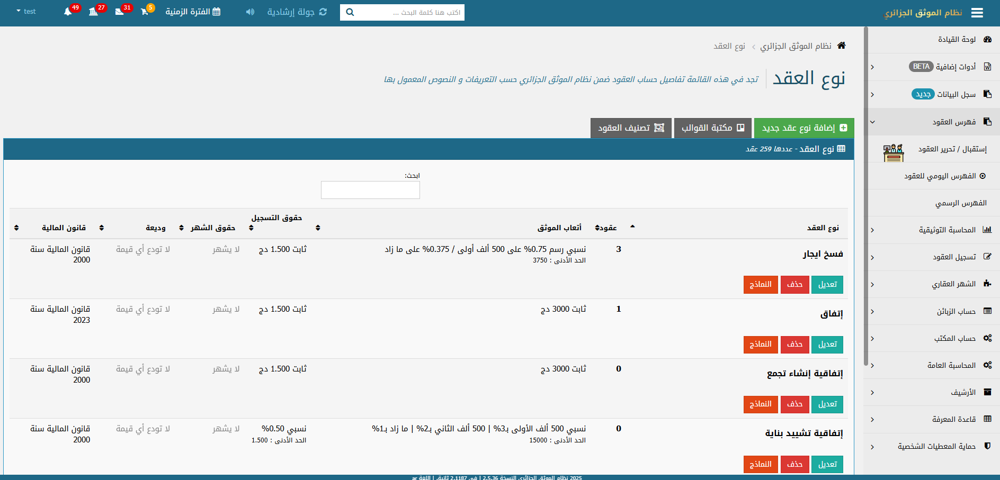 نظام الموثق الجزائري
اكتب هنا كلمة البحث ...
جولة إرشادية
الفترة الزمنية
5
31
27
49
test
لوحة القيادة
أدوات إضافية BETA
سجل البيانات جديد
فهرس العقود
إستقبال / تحرير العقود
الفهرس اليومي للعقود
الفهرس الرسمي
المحاسبة التوثيقية
تسجيل العقود
الشهر العقاري
حساب الزبائن
حساب المكتب
المحاسبة العامة
الأرشيف
قاعدة المعرفة
حماية المعطيات الشخصية
نظام الموثق الجزائري
نوع العقد
نوع العقد
تجد في هذه القائمة تفاصيل حساب العقود ضمن نظام الموثق الجزائري حسب التعريفات و النصوص المعمول بها
إضافة نوع عقد جديد
مكتبة القوالب
تصنيف العقود
نوع العقد - عددها 259 عقد
ابحث:
نوع العقد
عقود
أتعاب الموثق
حقوق التسجيل
حقوق الشهر
وديعة
قانون المالية
فسخ ايجار
3
نسبي رسم 0.75% على 500 ألف أولى / 0.375% على ما زاد
الحد الأدنى : 3750
ثابت 1.500 دج
لا يشهر
لا تودع أي قيمة
قانون المالية سنة
2000
تعديل
حذف
النماذج
إتفاق
1
ثابت 3000 دج
ثابت 1.500 دج
لا يشهر
لا تودع أي قيمة
قانون المالية سنة
2023
تعديل
حذف
النماذج
إتفاقية إنشاء تجمع
0
ثابت 3000 دج
ثابت 1.500 دج
لا يشهر
لا تودع أي قيمة
قانون المالية سنة
2000
تعديل
حذف
النماذج
إتفاقية تشييد بناية
0
نسبي 500 ألف الأولى بـ3% | 500 ألف الثاني بـ2% | ما زاد بـ1%
الحد الأدنى : 15000
نسبي 0.50%
الحد الأدنى : 1.500
لا يشهر
لا تودع أي قيمة
قانون المالية سنة
2000
تعديل
حذف
النماذج
2025 نظام الموثق الجزائري النسخة 2.5.36 | في 2.1187 ثانية. | اللغة ar